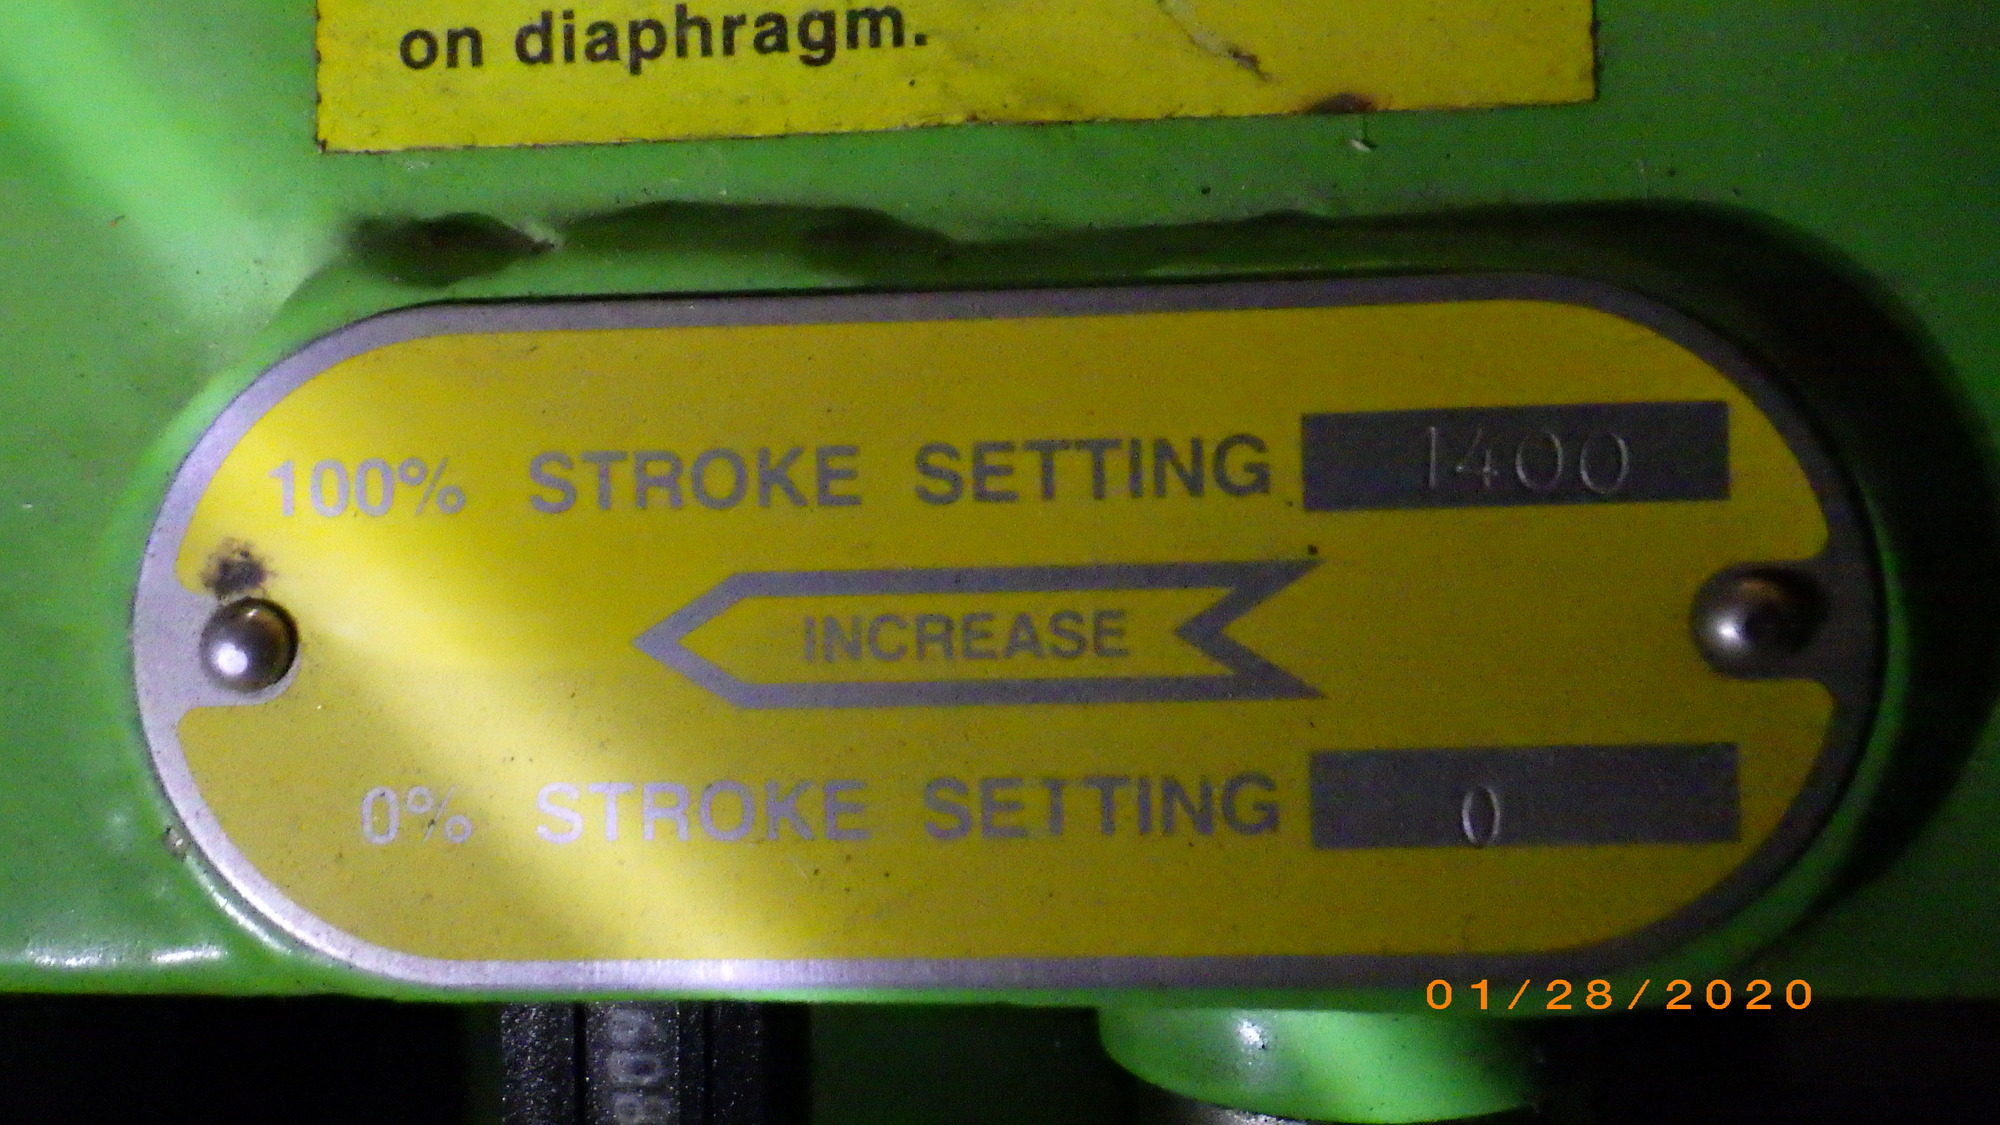 on diaphragm.
100% STROKE SETTING 1400
INCREASE
0% STROKE SETTING 0
01/28/2020